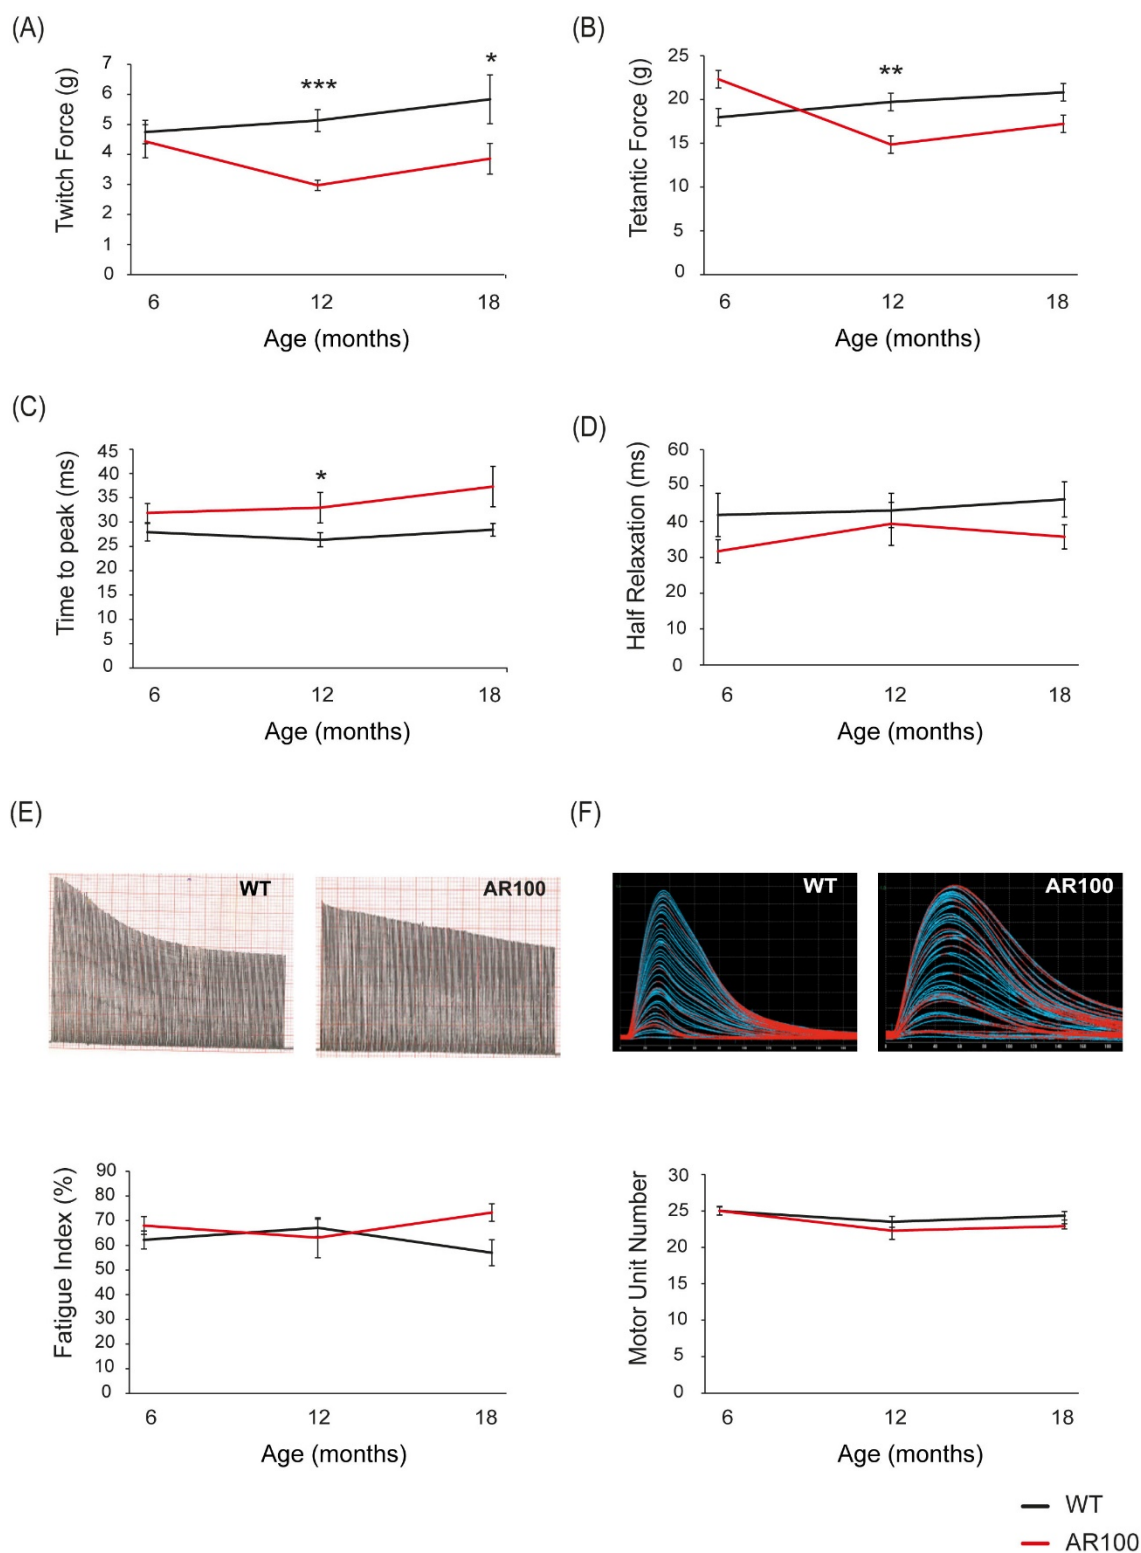 (A)
Twitch Force (g)
7
6
5
4
3
2
1
0
***
*
6 12 18
Age (months)
(B)
Tetantic Force (g)
25
20
15
10
5
0
**
6 12 18
Age (months)
(C)
Time to peak (ms)
45
40
35
30
25
20
15
10
5
0
*
6 12 18
Age (months)
(D)
Half Relaxation (ms)
60
50
40
30
20
10
0
6 12 18
Age (months)
(E)
WT
AR100
Fatigue Index (%)
90
80
70
60
50
40
30
20
10
0
6 12 18
Age (months)
(F)
WT
AR100
Motor Unit Number
30
25
20
15
10
5
0
6 12 18
Age (months)
WT
AR100